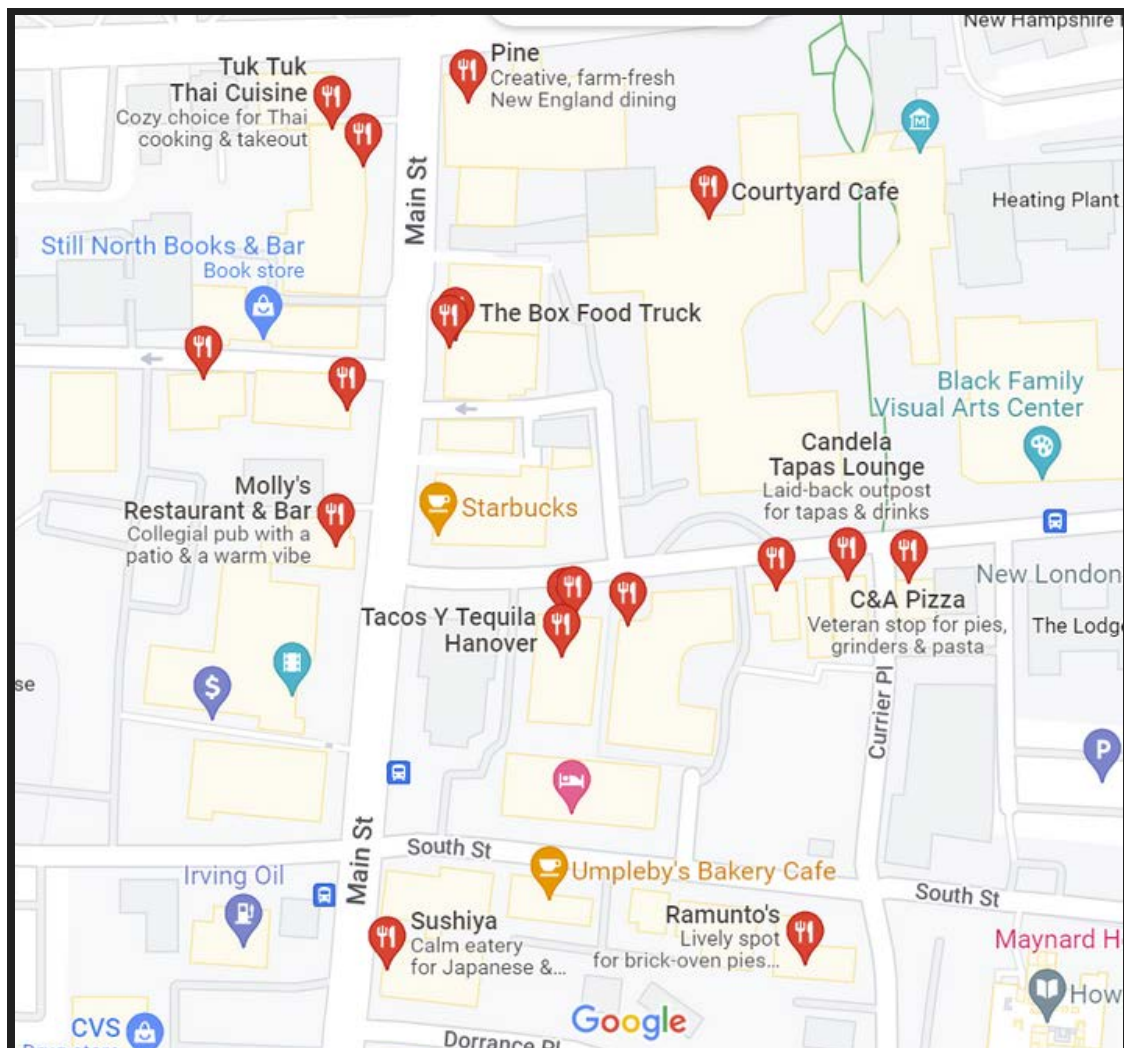 New Hampshire
Pine
Creative, farm-fresh
New England dining
Tuk Tuk
Thai Cuisine
Cozy choice for Thai
cooking & takeout
Main St
Courtyard Cafe
Heating Plant
Still North Books & Bar
Book store
The Box Food Truck
Black Family
Visual Arts Center
Candela
Tapas Lounge
Laid-back outpost
for tapas & drinks
Molly's
Restaurant & Bar
Collegial pub with a
patio & a warm vibe
Starbucks
New London
C&A Pizza
Veteran stop for pies,
grinders & pasta
The Lodg
Tacos Y Tequila
Hanover
se
$
Currier Pl
P
Main St
South St
Umpleby's Bakery Cafe
Irving Oil
South St
Sushiya
Calm eatery
for Japanese &...
Ramunto's
Lively spot
for brick-oven pies...
Maynard H
How
Google
CVS
Dorrance Pl
M